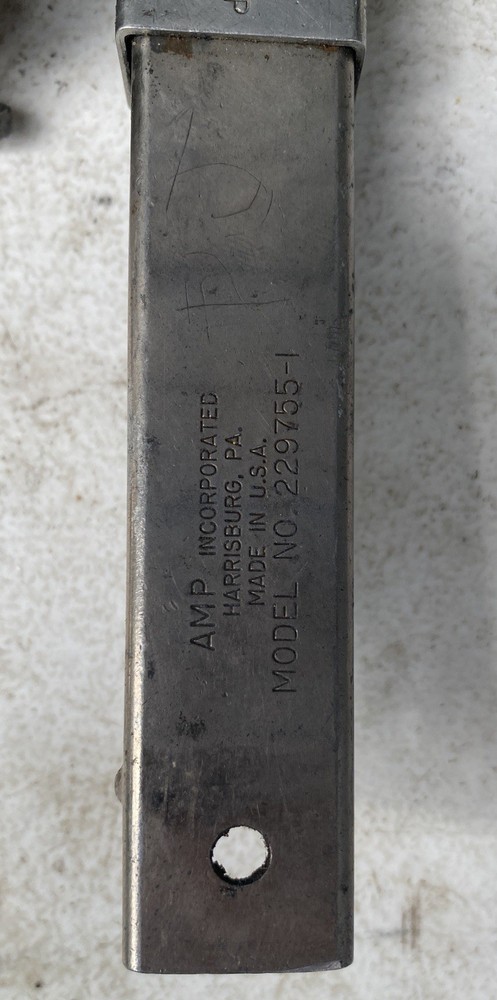 P
AMP INCORPORATED
HARRISBURG, PA.
MADE IN U.S.A.
MODEL NO. 229755-1